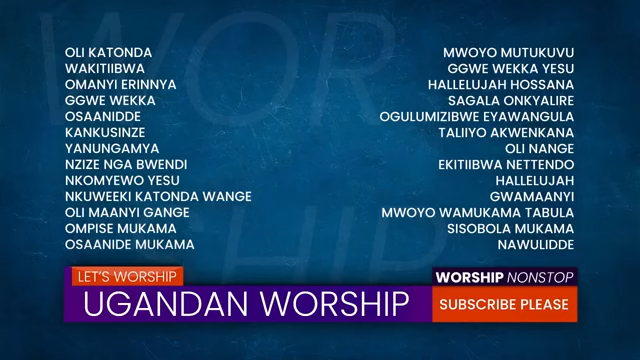 OLI KATONDA
WAKITIIBWA
OMANYI ERINNYA
GGWE WEKKA
OSAANIDDE
KANKUSINZE
YANUNGAMYA
NZIZE NGA BWENDI
NKOMYEWO YESU
NKUWEEKI KATONDA WANGE
OLI MAANYI GANGE
OMPISE MUKAMA
OSAANIDE MUKAMA
MWOYO MUTUKUVU
GGWE WEKKA YESU
HALLELUJAH HOSSANA
SAGALA ONKYALIRE
OGULUMIZIBWE EYAWANGULA
TALIIYO AKWENKANA
OLI NANGE
EKITIIBWA NETTENDO
HALLELUJAH
GWAMAANYI
MWOYO WAMUKAMA TABULA
SISOBOLA MUKAMA
NAWULIDDE
WORSHIP
LET'S WORSHIP
UGANDAN WORSHIP
WORSHIP NONSTOP
SUBSCRIBE PLEASE